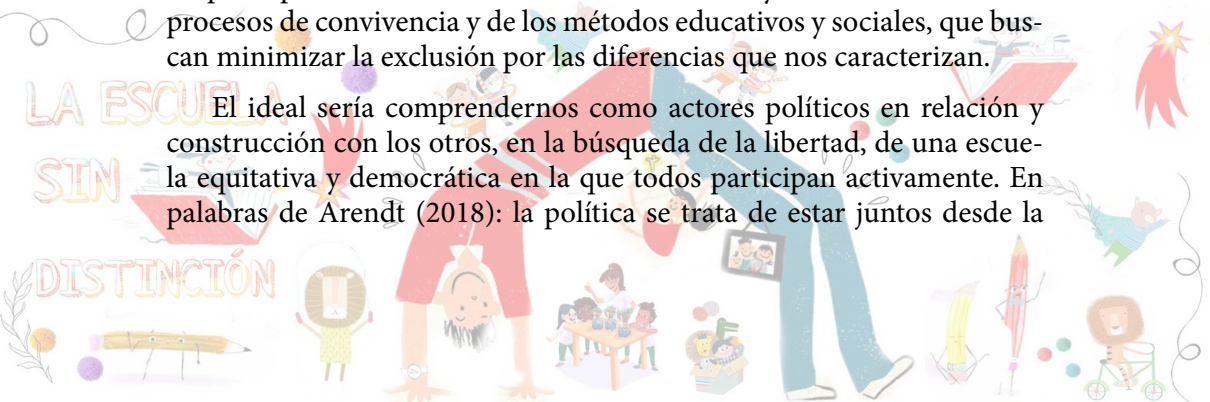 procesos de convivencia y de los métodos educativos y sociales, que bus-
can minimizar la exclusión por las diferencias que nos caracterizan.
El ideal sería comprendernos como actores políticos en relación y
construcción con los otros, en la búsqueda de la libertad, de una escue-
la equitativa y democrática en la que todos participan activamente. En
palabras de Arendt (2018): la política se trata de estar juntos desde la
LA ESCUELA
SIN
DISTINCIÓN